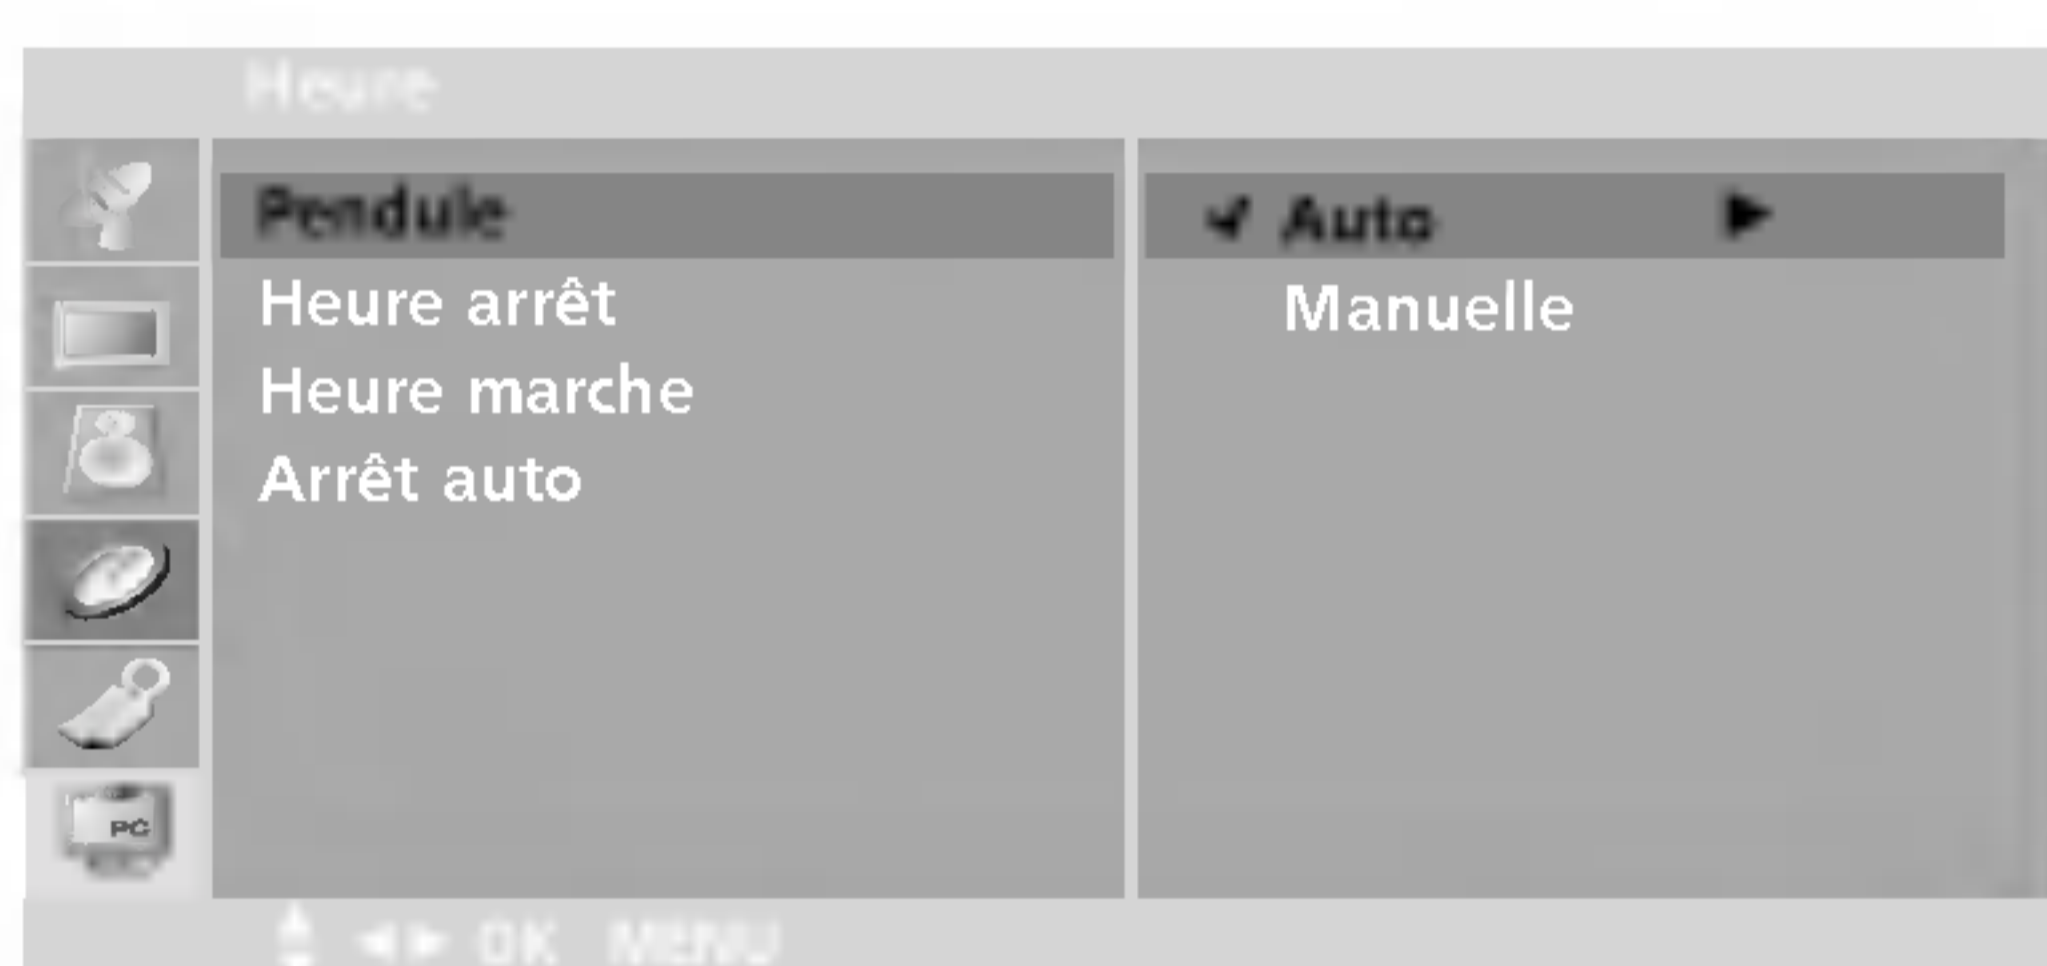 Heure
Pendule
Heure arrêt
Heure marche
Arrêt auto
✔ Auto ►
Manuelle
PC
OK MENU